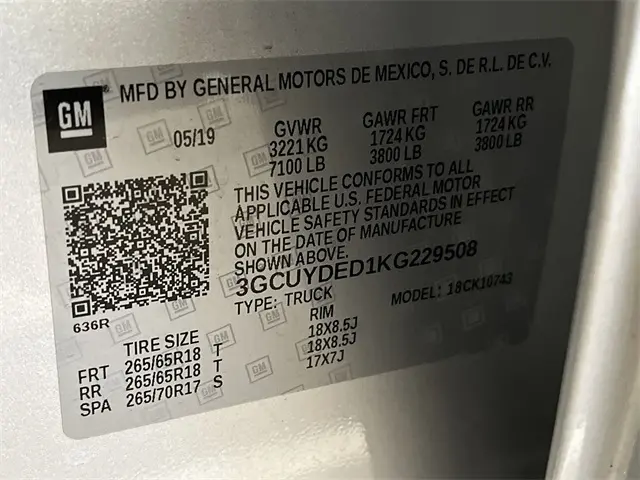 GM
MFD BY GENERAL MOTORS DE MEXICO, S. DE R.L. DE C.V.
05/19
GVWR GAWR FRT GAWR RR
3221 KG 1724 KG 1724 KG
7100 LB 3800 LB 3800 LB
THIS VEHICLE CONFORMS TO ALL
APPLICABLE U.S. FEDERAL MOTOR
VEHICLE SAFETY STANDARDS IN EFFECT
ON THE DATE OF MANUFACTURE
SHOWN ABOVE.
3GCUYDED1KG229508
TYPE: TRUCK MODEL: 18CK10743
636R
TIRE SIZE RIM
FRT 265/65R18 T 18X8.5J
RR 265/65R18 T 18X8.5J
SPA 265/70R17 S 17X7J